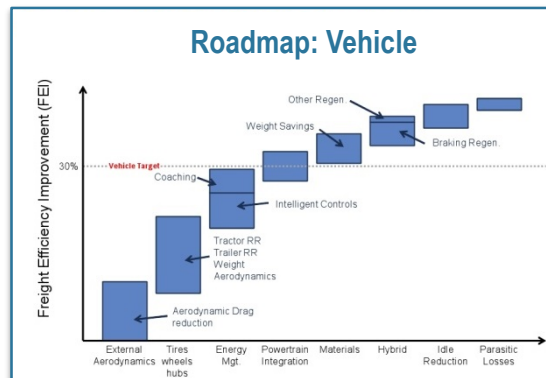 Roadmap: Vehicle
Freight Efficiency Improvement (FEI)
30%
Vehicle Target
Other Regen.
Weight Savings
Braking Regen.
Coaching
Intelligent Controls
Tractor RR
Trailer RR
Weight
Aerodynamics
Aerodynamic Drag
reduction
External
Aerodynamics
Tires
wheels
hubs
Energy
Mgt.
Powertrain
Integration
Materials
Hybrid
Idle
Reduction
Parasitic
Losses